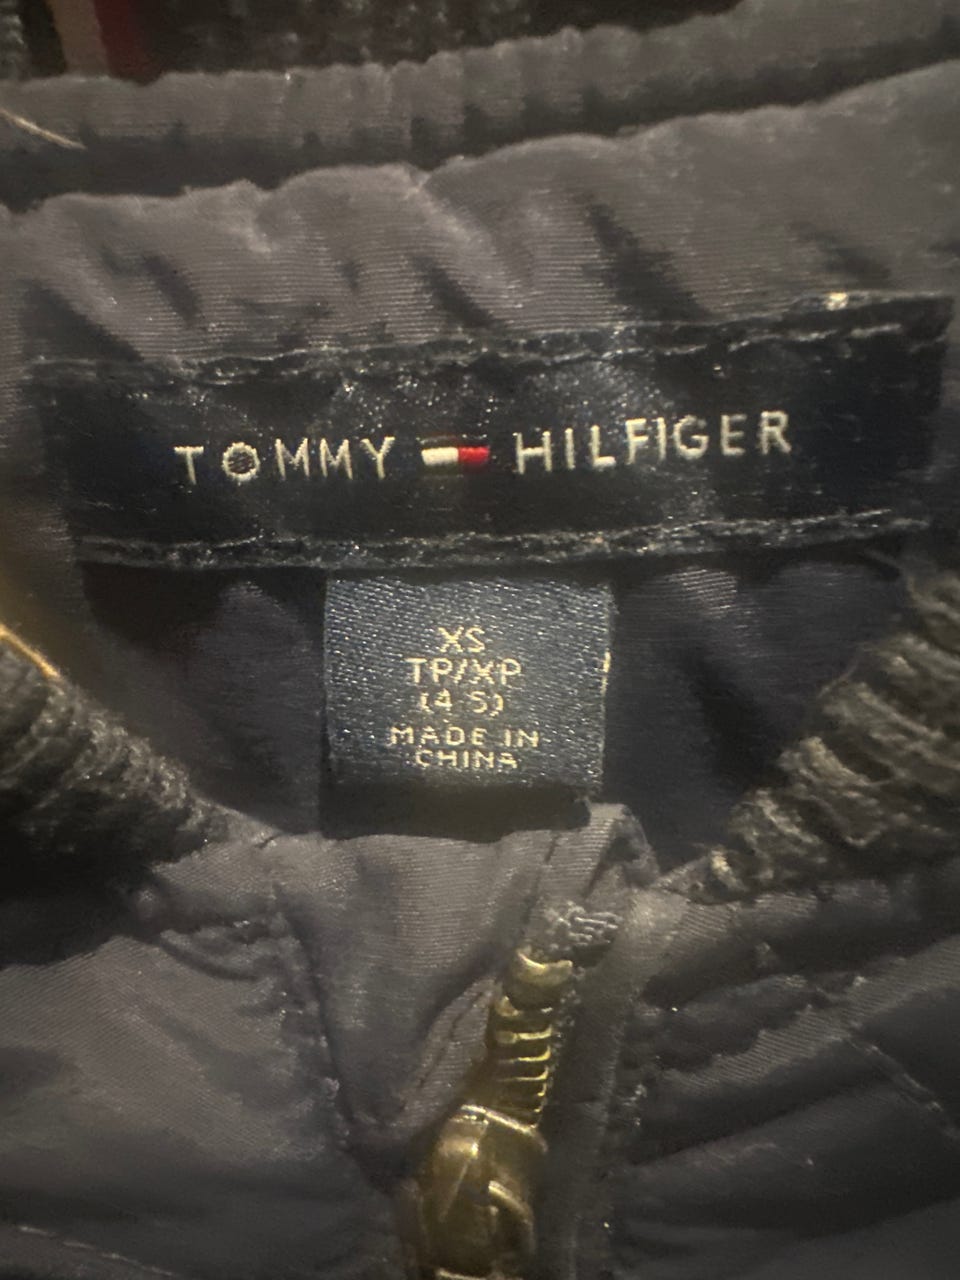 TOMMY HILFIGER
XS
TP/XP
(4-5)
MADE IN
CHINA